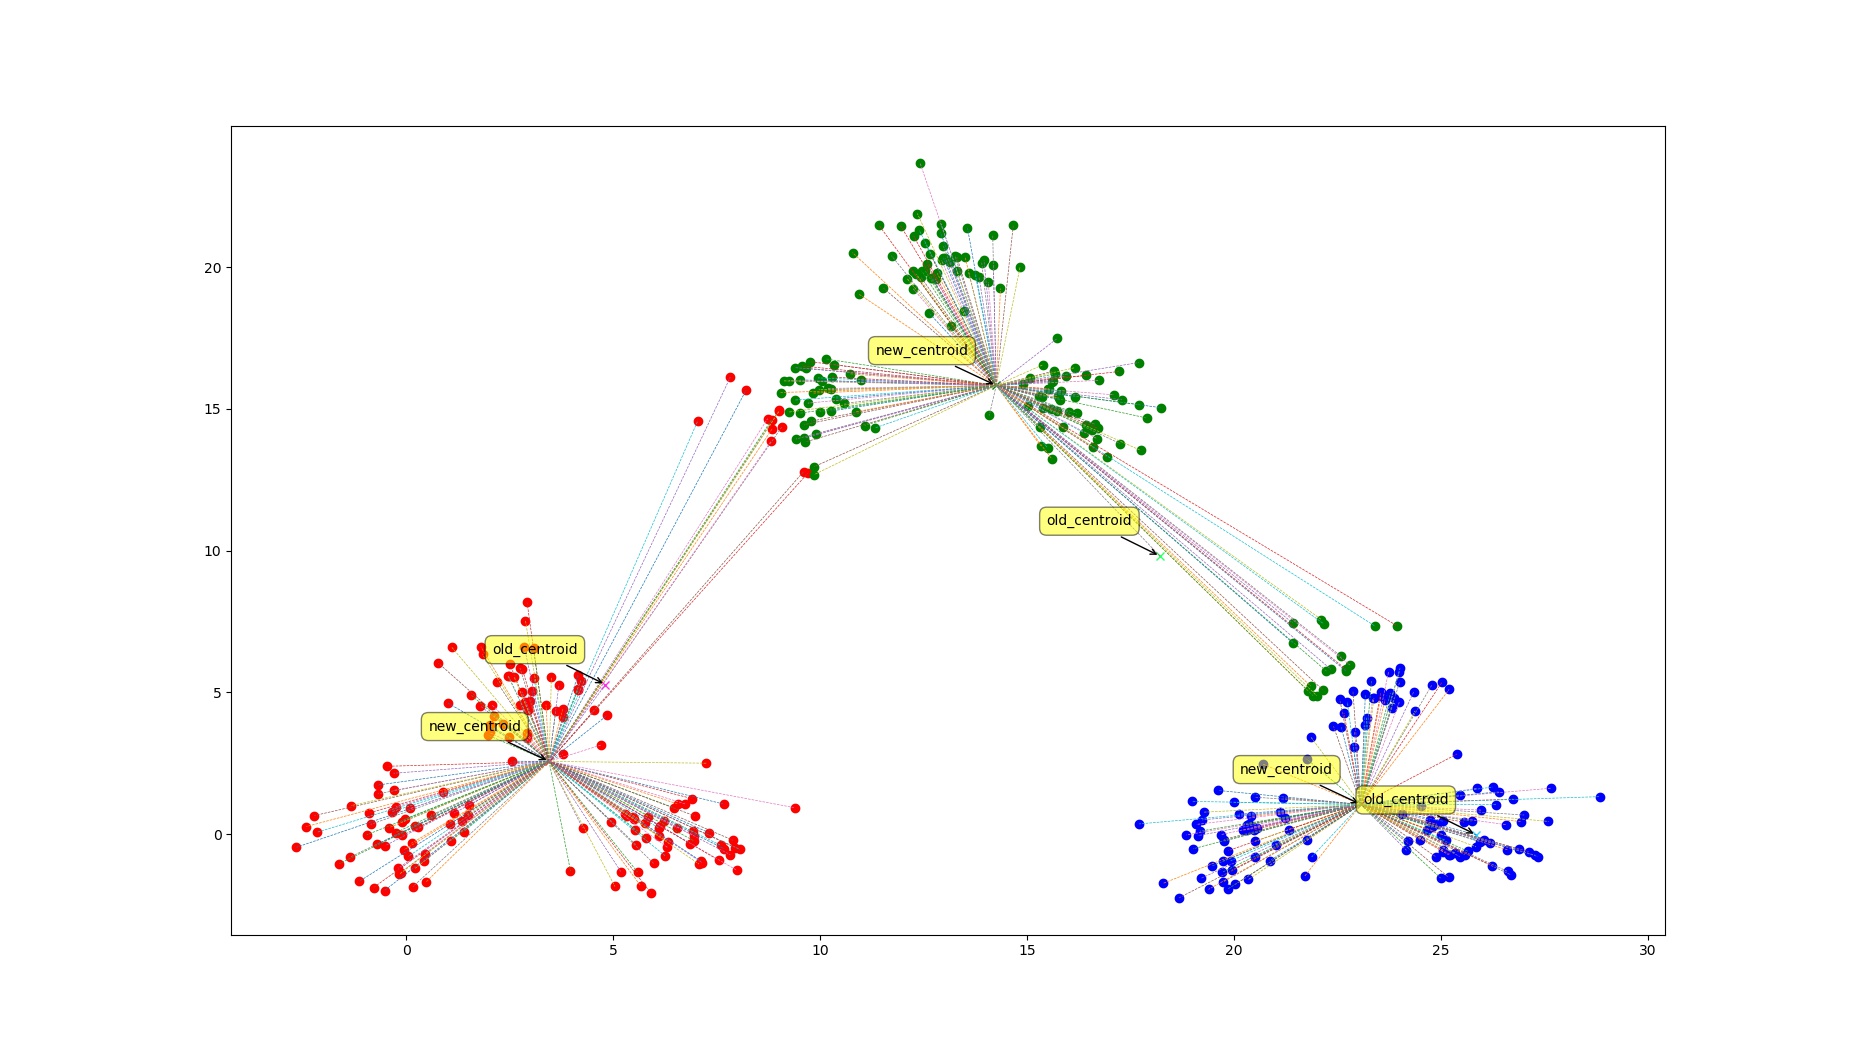 20
15
10
5
0
new_centroid
old_centroid
old_centroid
new_centroid
new_centroid
old_centroid
0 5 10 15 20 25 30